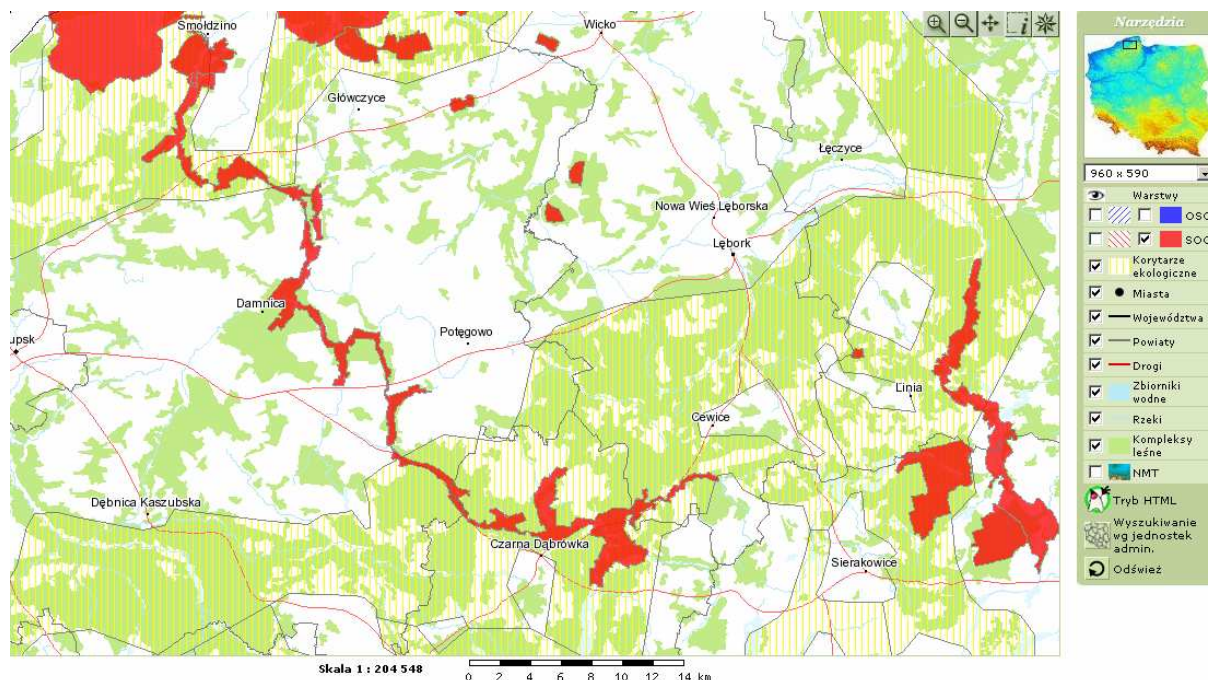 Smołdzino
Wicko
Główczyce
Łęczyce
Nowa Wieś Lęborska
Lębork
Damnica
Potęgowo
upsk
Linia
Cewice
Dębnica Kaszubska
Czarna Dąbrówka
Sierakowice
Skala 1 : 204 548
0 2 4 6 8 10 12 14 km
Narzędzia
960 x 590
Warstwy
OSO
SOO
Korytarze
ekologiczne
Miasta
Województwa
Powiaty
Drogi
Zbiorniki
wodne
Rzeki
Kompleksy
leśne
NMT
Tryb HTML
Wyszukiwanie
wg jednostek
admin.
Odśwież